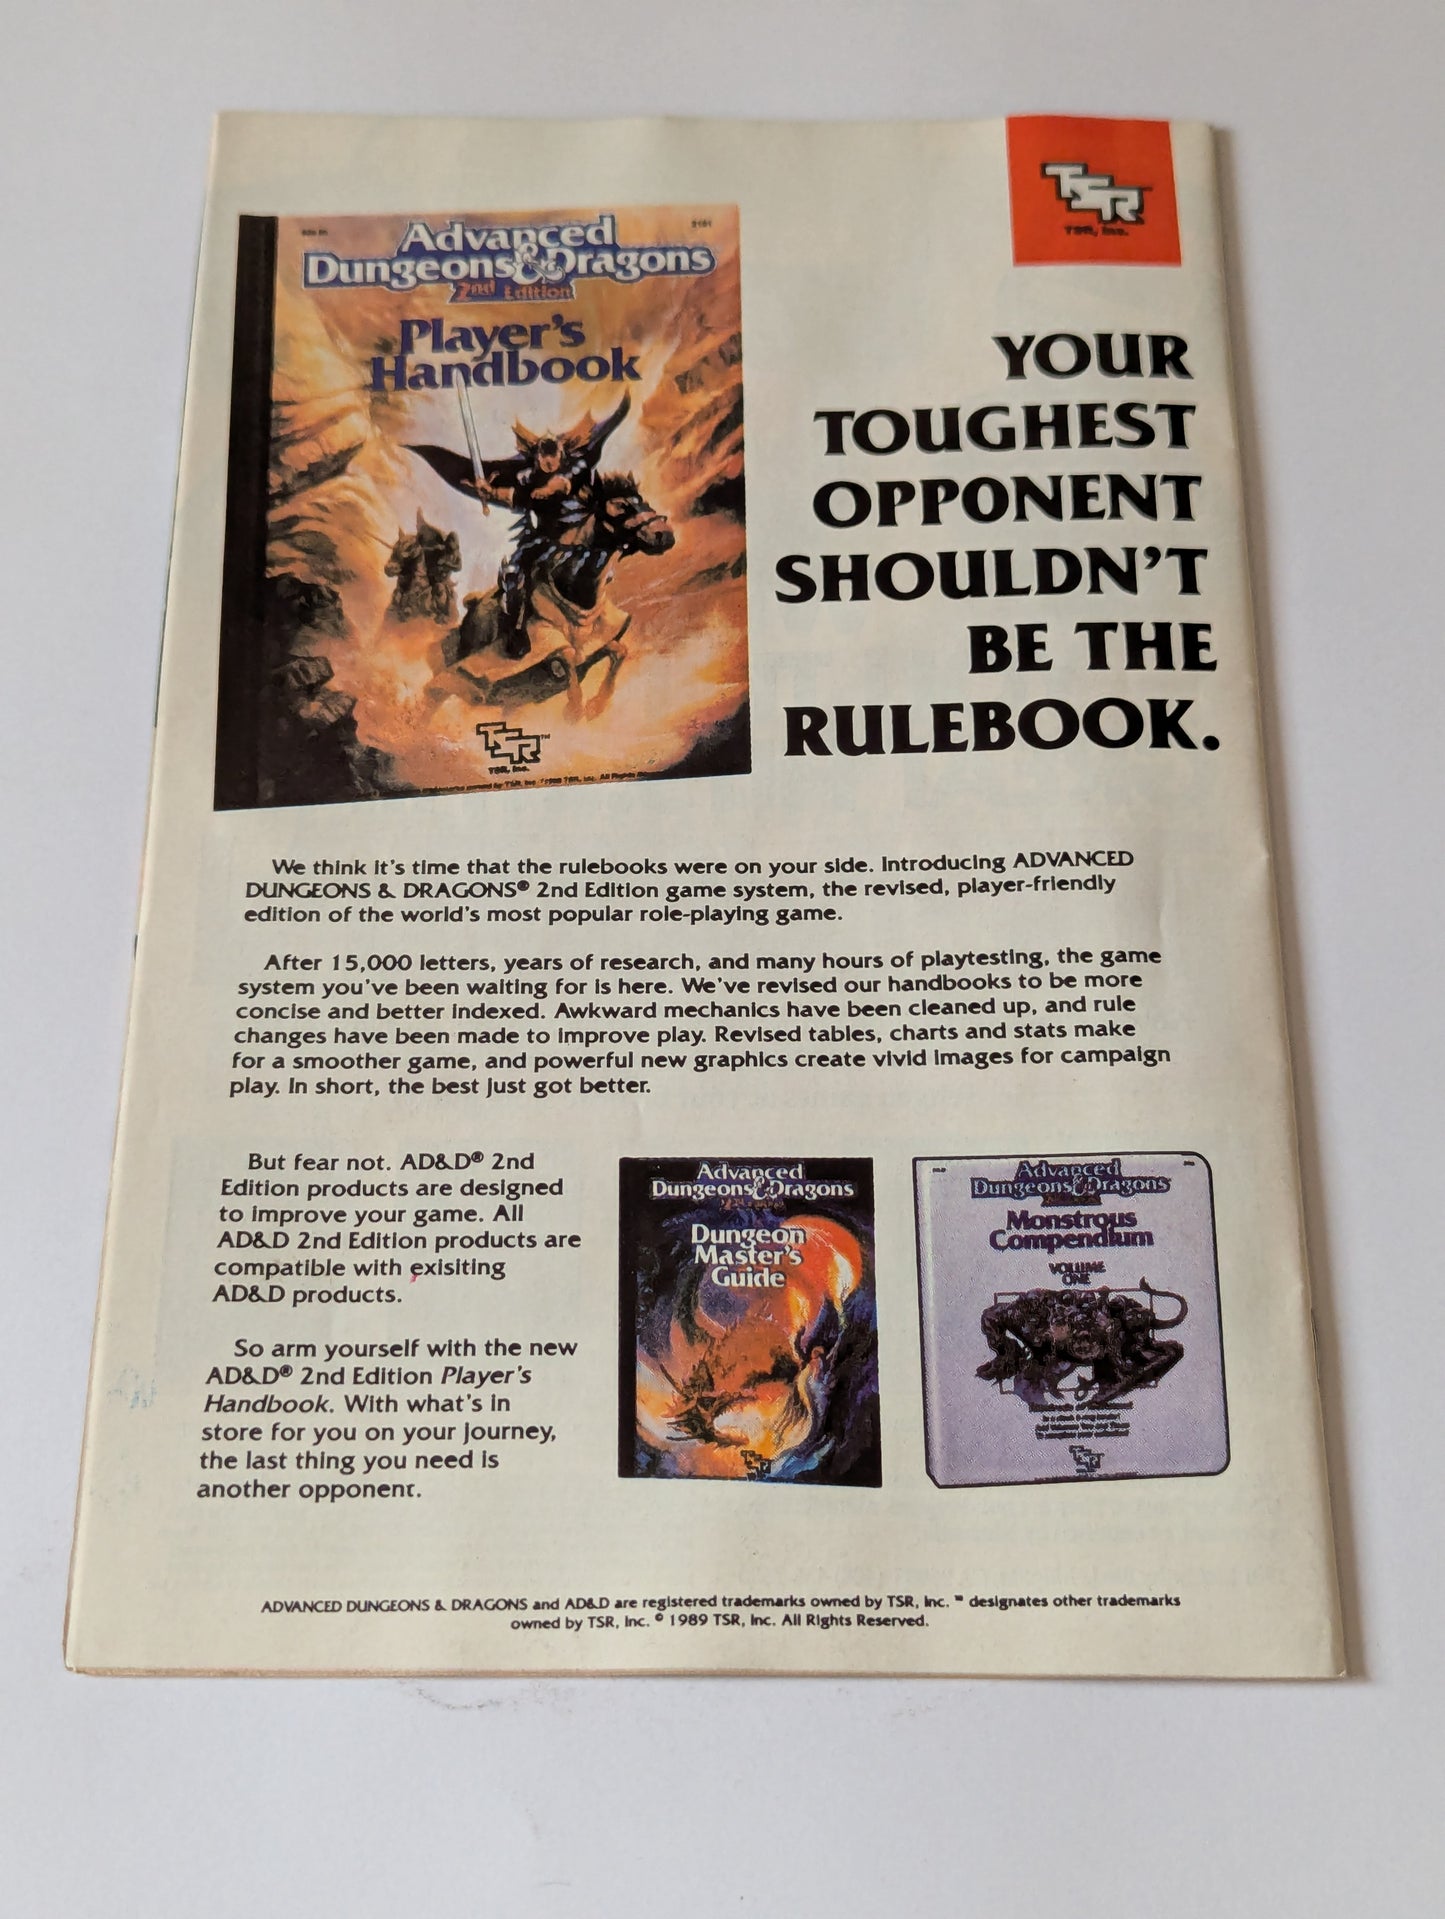 TSR
TSR, Inc.
2101
Advanced
Dungeons & Dragons
2nd Edition
Player's
Handbook
TSR™
TSR, Inc.
YOUR
TOUGHEST
OPPONENT
SHOULDN'T
BE THE
RULEBOOK.
We think it's time that the rulebooks were on your side. Introducing ADVANCED
DUNGEONS & DRAGONS® 2nd Edition game system, the revised, player-friendly
edition of the world's most popular role-playing game.
After 15,000 letters, years of research, and many hours of playtesting, the game
system you've been waiting for is here. We've revised our handbooks to be more
concise and better indexed. Awkward mechanics have been cleaned up, and rule
changes have been made to improve play. Revised tables, charts and stats make
for a smoother game, and powerful new graphics create vivid images for campaign
play. In short, the best just got better.
But fear not. AD&D® 2nd
Edition products are designed
to improve your game. All
AD&D 2nd Edition products are
compatible with exisiting
AD&D products.
So arm yourself with the new
AD&D® 2nd Edition Player's
Handbook. With what's in
store for you on your journey,
the last thing you need is
another opponent.
Advanced
Dungeons & Dragons
Dungeon
Master's
Guide
TSR
Advanced
Dungeons & Dragons
Monstrous
Compendium
VOLUME
ONE
TSR
ADVANCED DUNGEONS & DRAGONS and AD&D are registered trademarks owned by TSR, Inc. ™ designates other trademarks
owned by TSR, Inc. © 1989 TSR, Inc. All Rights Reserved.